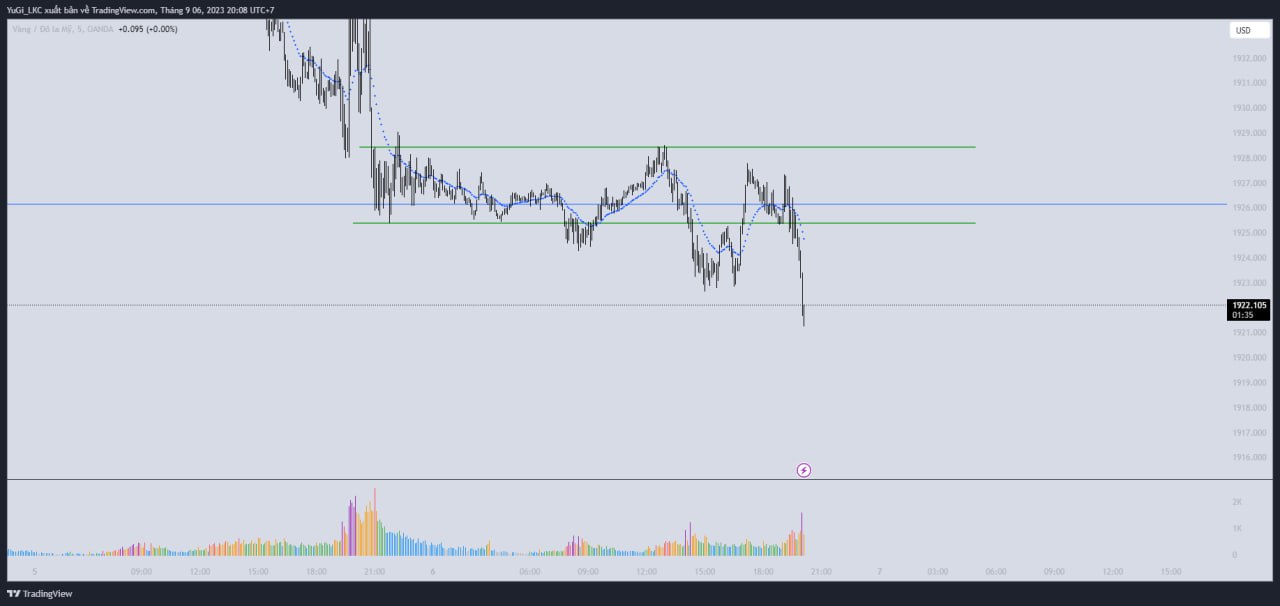 YuGi_LKC xuất bản về TradingView.com, Tháng 9 06, 2023 20:08 UTC+7
Vàng / Đô la Mỹ, 5, OANDA +0.095 (+0.00%)
USD
1932.000
1931.000
1930.000
1929.000
1928.000
1927.000
1926.000
1925.000
1924.000
1923.000
1922.105
01:35
1921.000
1920.000
1919.000
1918.000
1917.000
1916.000
2K
1K
0
5 09:00 12:00 15:00 18:00 21:00 6 06:00 09:00 12:00 15:00 18:00 21:00 7 03:00 06:00 09:00 12:00 15:00
TradingView